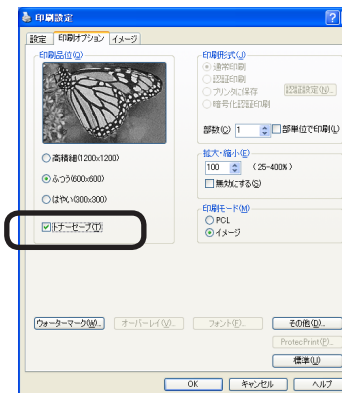 印刷設定
設定 印刷オプション イメージ
印刷品位(Q)
高精細(1200×1200)
ふつう(600×600)
はやい(300×300)
トナーセーブ(T)
印刷形式(J)
通常印刷
認証印刷
プリンタに保存 認証設定(N)...
暗号化認証印刷
部数(C) 1 部単位で印刷(L)
拡大・縮小(E)
100 (25-400%)
無効にする(S)
印刷モード(M)
PCL
イメージ
ウォーターマーク(W)... オーバーレイ(V)... フォント(F)... その他(D)...
ProtecPrint(P)...
標準(U)
OK キャンセル ヘルプ